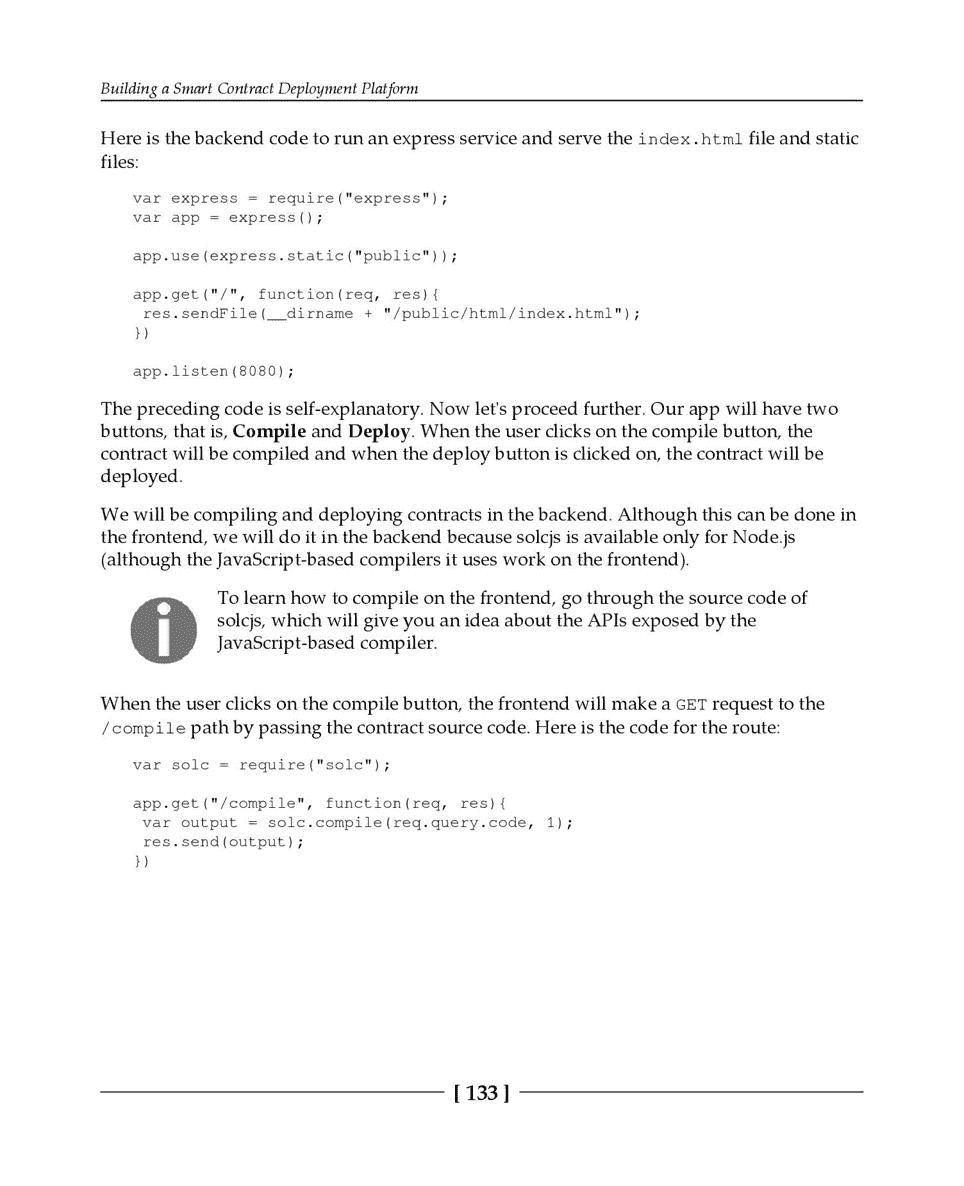 Building a Smart Contract Deployment Platform
Here is the backend code to run an express service and serve the index.html file and static
files:
var express = require("express");
var app = express();
app.use(express.static("public"));
app.get("/", function(req, res){
res.sendFile(__dirname + "/public/html/index.html");
})
app.listen(8080);
The preceding code is self-explanatory. Now let's proceed further. Our app will have two
buttons, that is, Compile and Deploy. When the user clicks on the compile button, the
contract will be compiled and when the deploy button is clicked on, the contract will be
deployed.
We will be compiling and deploying contracts in the backend. Although this can be done in
the frontend, we will do it in the backend because solcjs is available only for Node.js
(although the JavaScript-based compilers it uses work on the frontend).
To learn how to compile on the frontend, go through the source code of
solcjs, which will give you an idea about the APIs exposed by the
JavaScript-based compiler.
When the user clicks on the compile button, the frontend will make a GET request to the
/compile path by passing the contract source code. Here is the code for the route:
var solc = require("solc");
app.get("/compile", function(req, res){
var output = solc.compile(req.query.code, 1);
res.send(output);
})
[ 133 ]